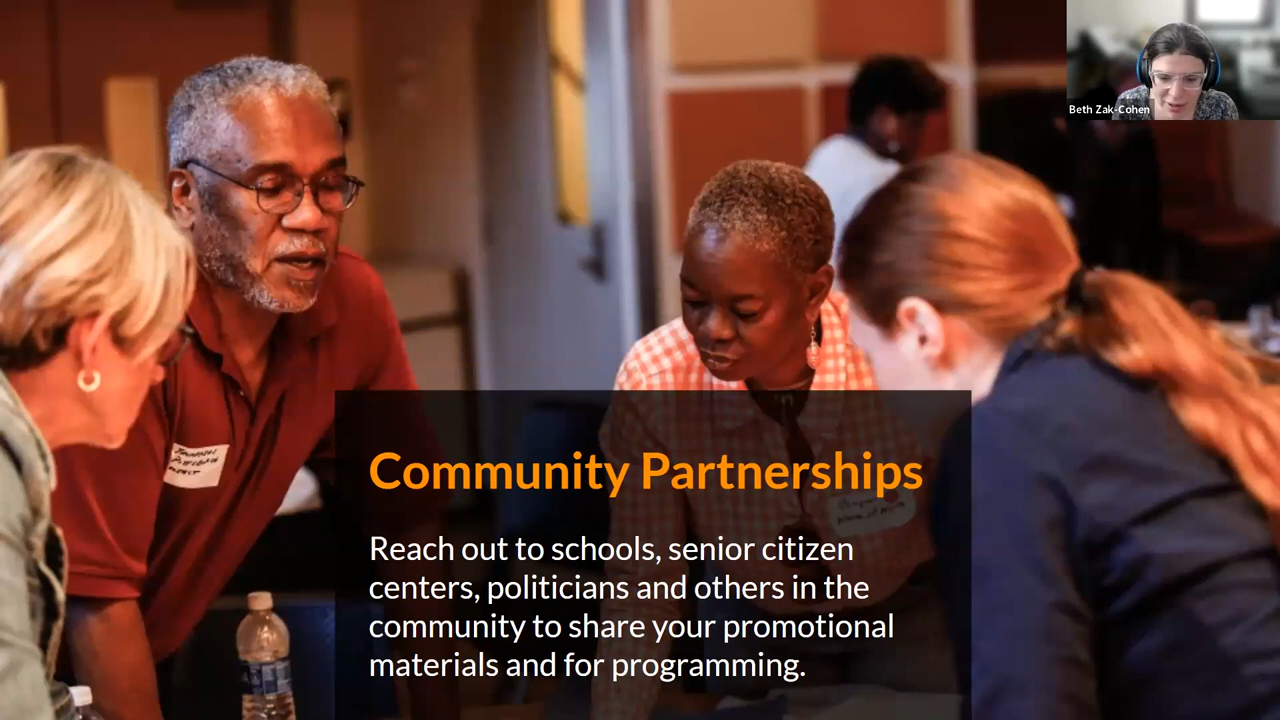 Beth Zak-Cohen
Community Partnerships
Reach out to schools, senior citizen
centers, politicians and others in the
community to share your promotional
materials and for programming.